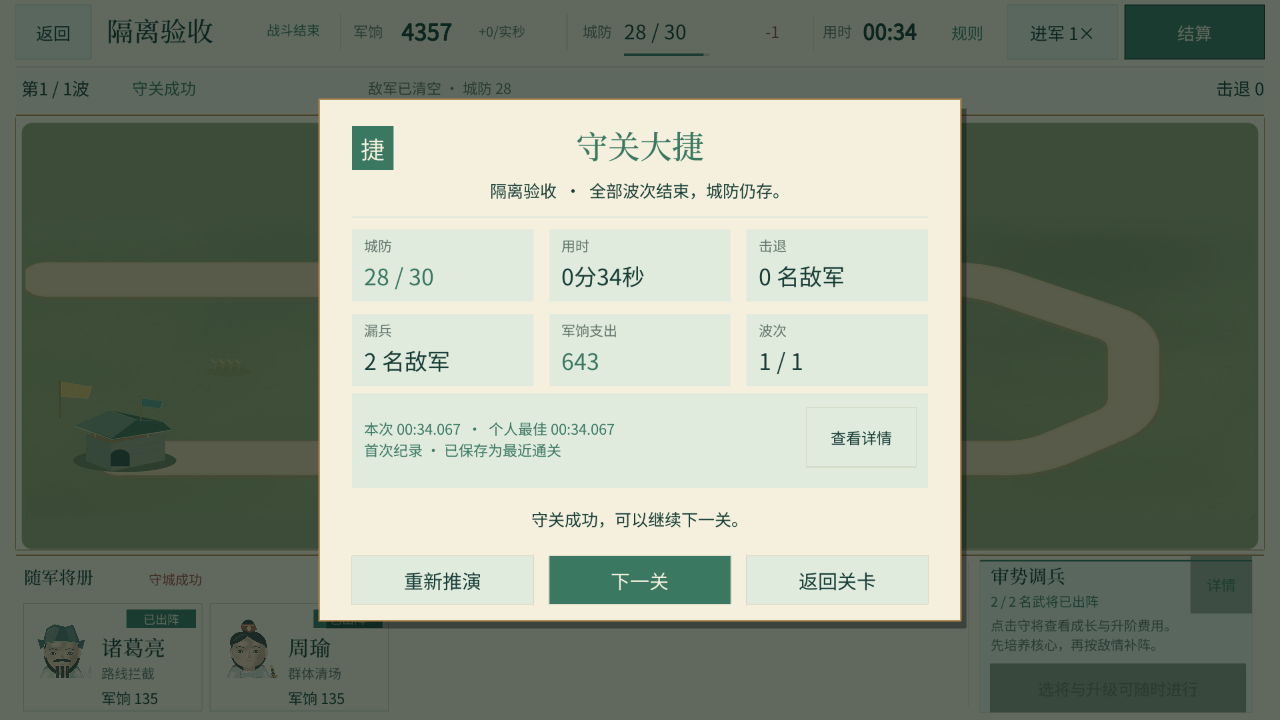 返回
隔离验收
战斗结束
军饷 4357 +0/实秒
城防 28 / 30 -1
用时 00:34
规则
进军 1×
结算
第1 / 1波
守关成功
敌军已清空 · 城防 28
击退 0
捷
守关大捷
隔离验收 · 全部波次结束，城防仍存。
城防
28 / 30
用时
0分34秒
击退
0 名敌军
漏兵
2 名敌军
军饷支出
643
波次
1 / 1
本次 00:34.067 · 个人最佳 00:34.067
首次纪录 · 已保存为最近通关
查看详情
守关成功，可以继续下一关。
重新推演
下一关
返回关卡
随军将册
守城成功
已出阵
诸葛亮
路线拦截
军饷 135
周瑜
群体清场
军饷 135
审势调兵
详情
2 / 2 名武将已出阵
点击守将查看成长与升阶费用。
先培养核心，再按敌情补阵。
选将与升级可随时进行